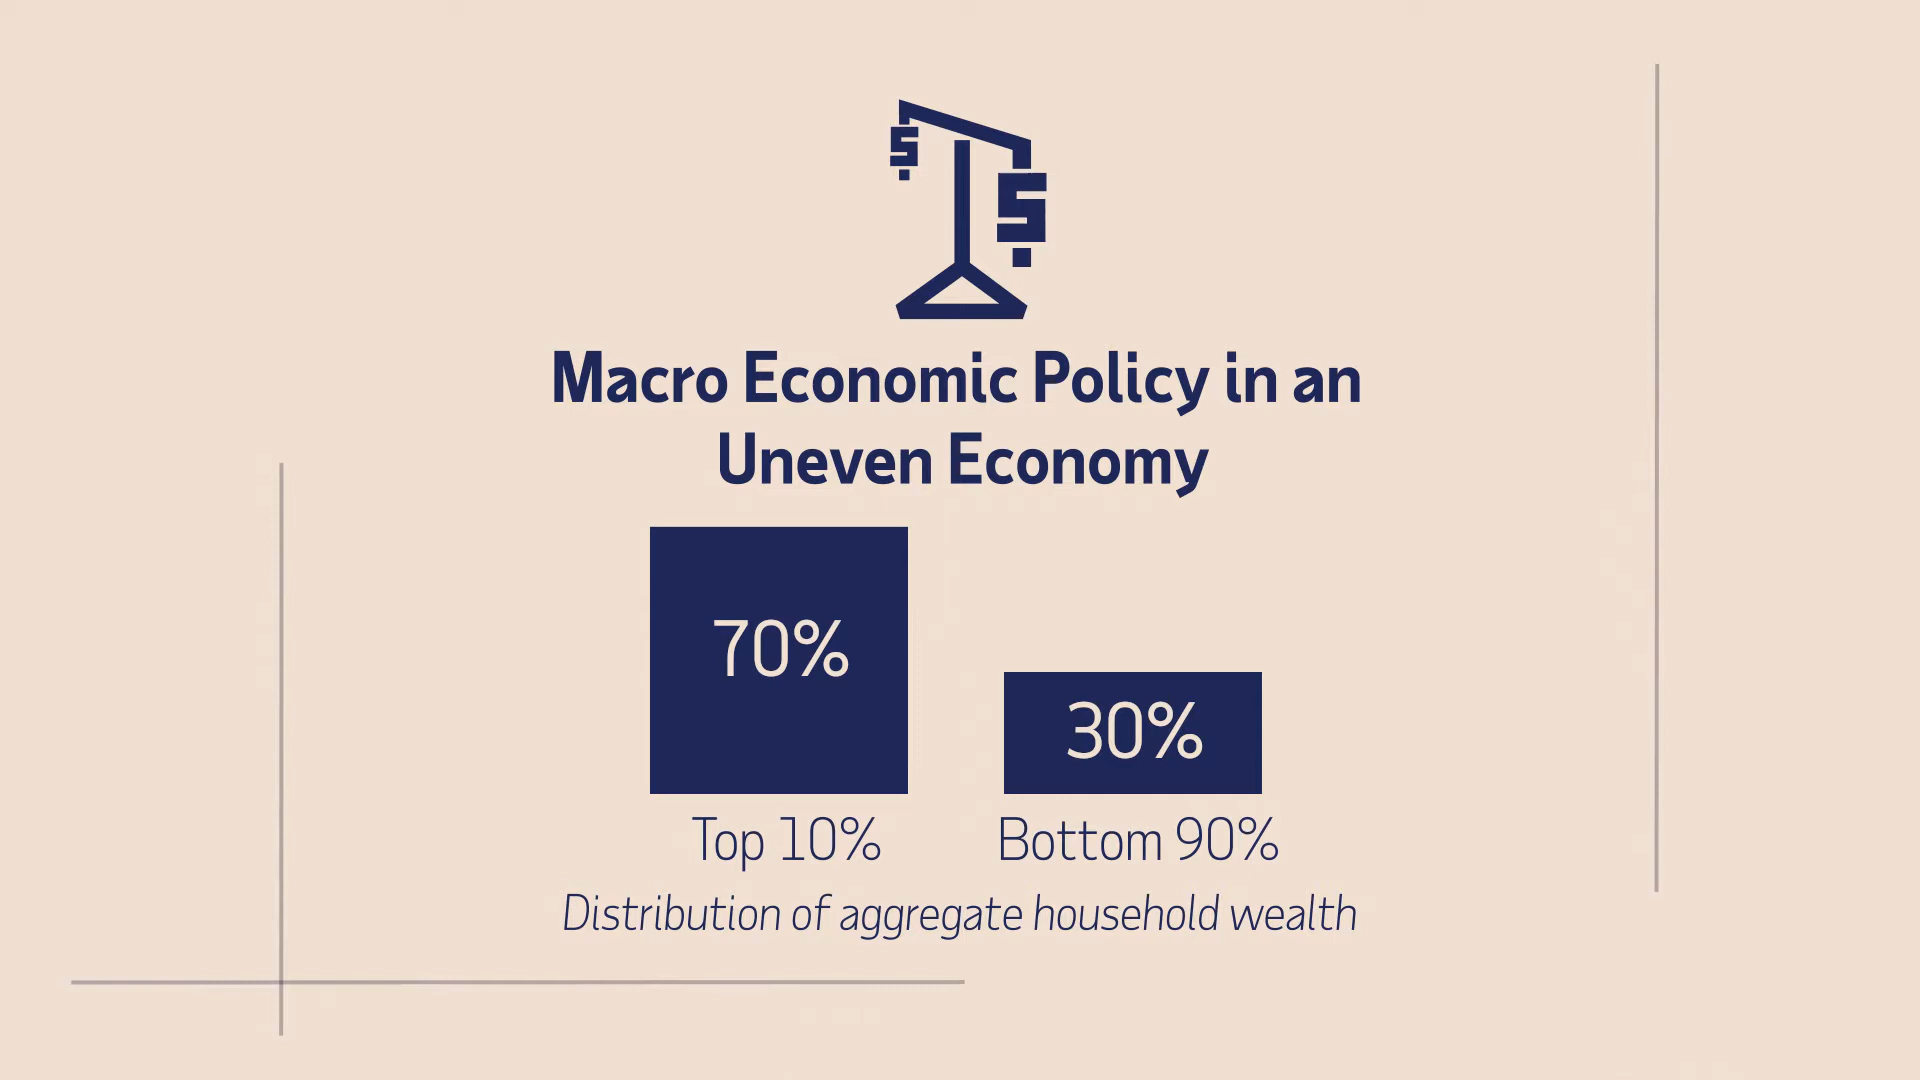 $
$
Macro Economic Policy in an
Uneven Economy
70%
30%
Top 10%
Bottom 90%
Distribution of aggregate household wealth